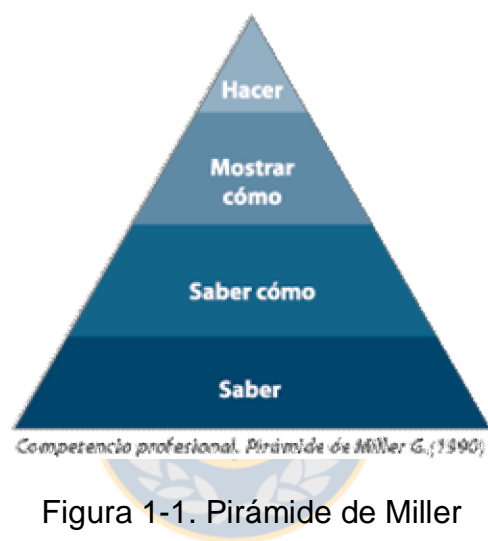 Hacer
Mostrar
cómo
Saber cómo
Saber
Competencia profesional. Pirámide de Miller G.,(1990)
Figura 1-1. Pirámide de Miller